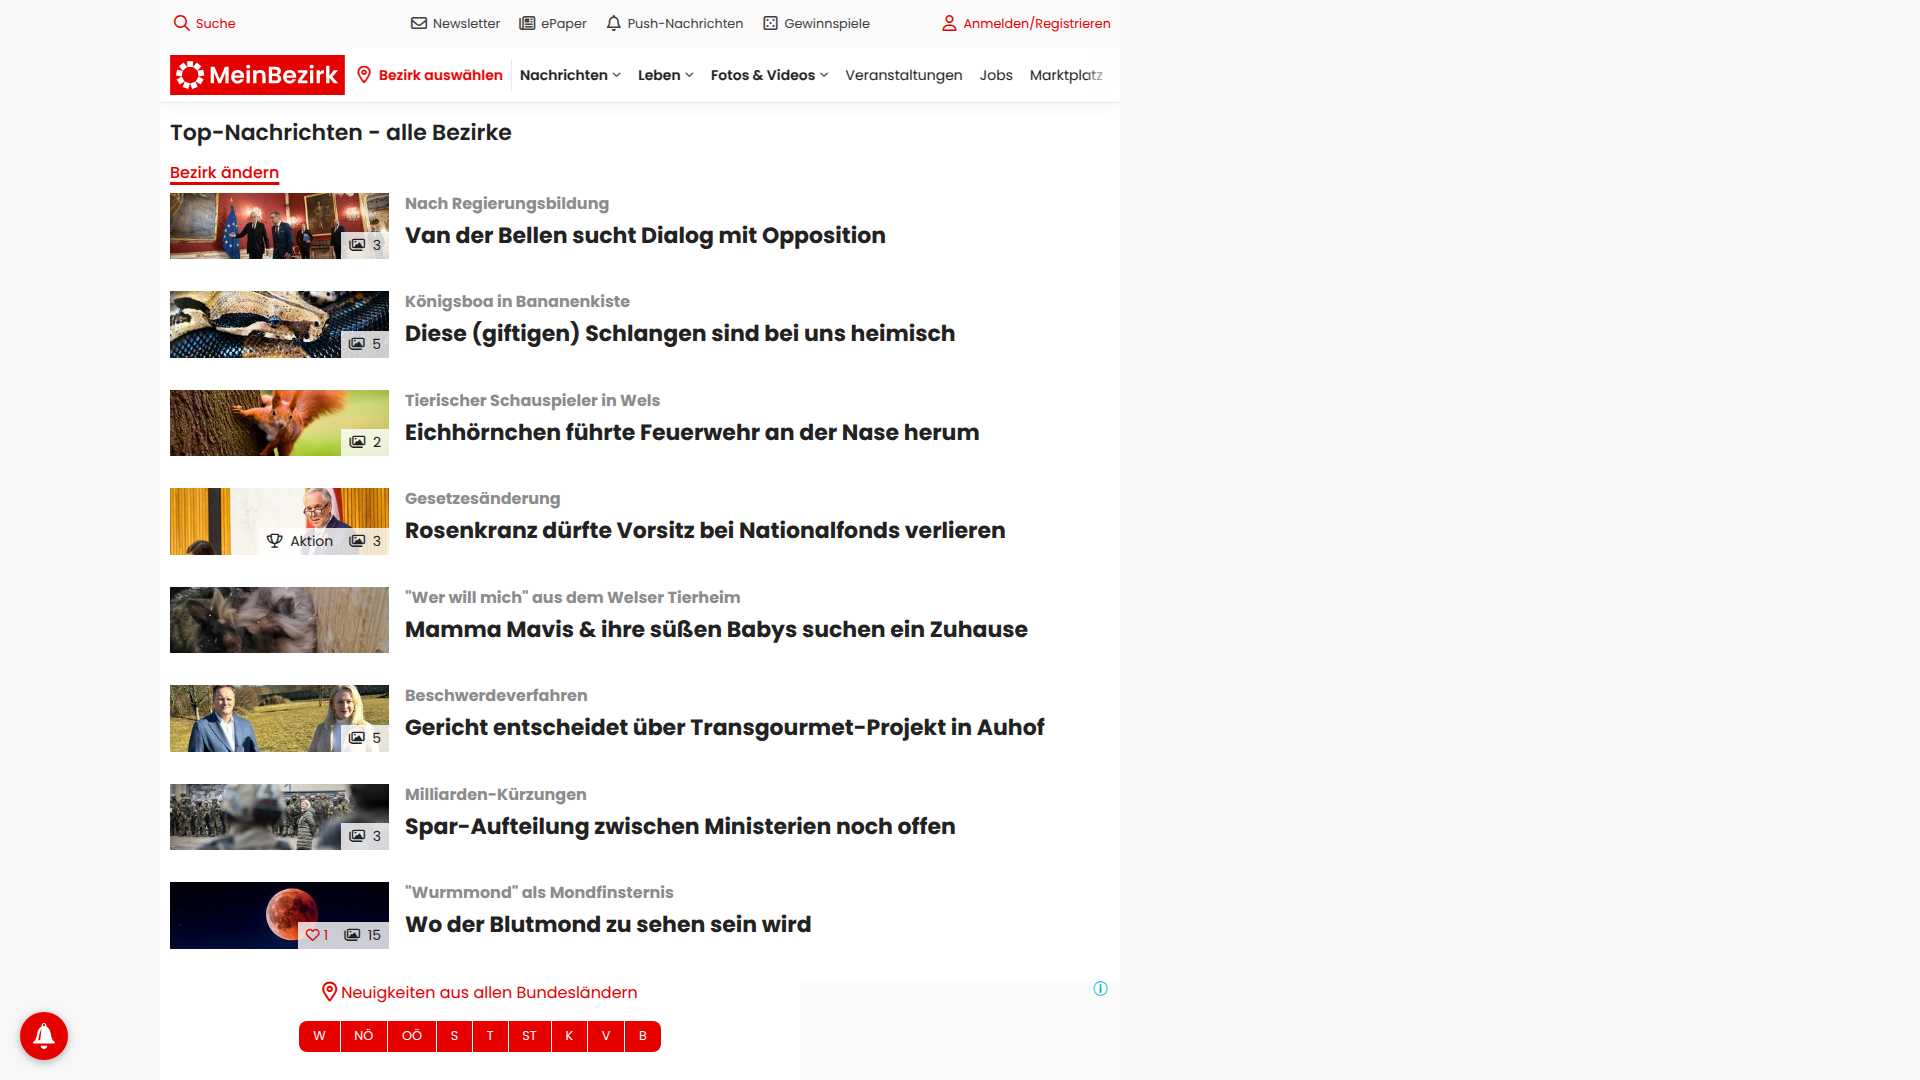 Suche
Newsletter
ePaper
Push-Nachrichten
Gewinnspiele
Anmelden/Registrieren
MeinBezirk
Bezirk auswählen
Nachrichten
Leben
Fotos & Videos
Veranstaltungen
Jobs
Marktplatz
Top-Nachrichten - alle Bezirke
Bezirk ändern
3
Nach Regierungsbildung
Van der Bellen sucht Dialog mit Opposition
5
Königsboa in Bananenkiste
Diese (giftigen) Schlangen sind bei uns heimisch
2
Tierischer Schauspieler in Wels
Eichhörnchen führte Feuerwehr an der Nase herum
Aktion 3
Gesetzesänderung
Rosenkranz dürfte Vorsitz bei Nationalfonds verlieren
"Wer will mich" aus dem Welser Tierheim
Mamma Mavis & ihre süßen Babys suchen ein Zuhause
5
Beschwerdeverfahren
Gericht entscheidet über Transgourmet-Projekt in Auhof
3
Milliarden-Kürzungen
Spar-Aufteilung zwischen Ministerien noch offen
1 15
"Wurmmond" als Mondfinsternis
Wo der Blutmond zu sehen sein wird
Neuigkeiten aus allen Bundesländern
W NÖ OÖ S T ST K V B